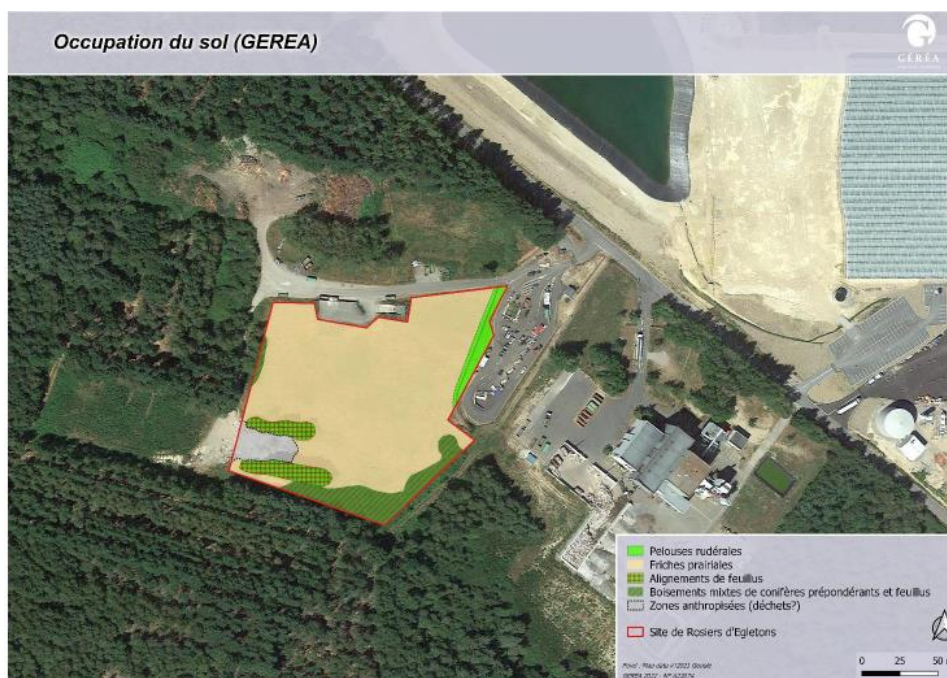 Occupation du sol (GEREA)
GEREA
Pelouses rudérales
Friches prairiales
Alignements de feuillus
Boisements mixtes de conifères prépondérants et feuillus
Zones anthropisées (déchets?)
Site de Rosiers d'Egletons
0 25 50